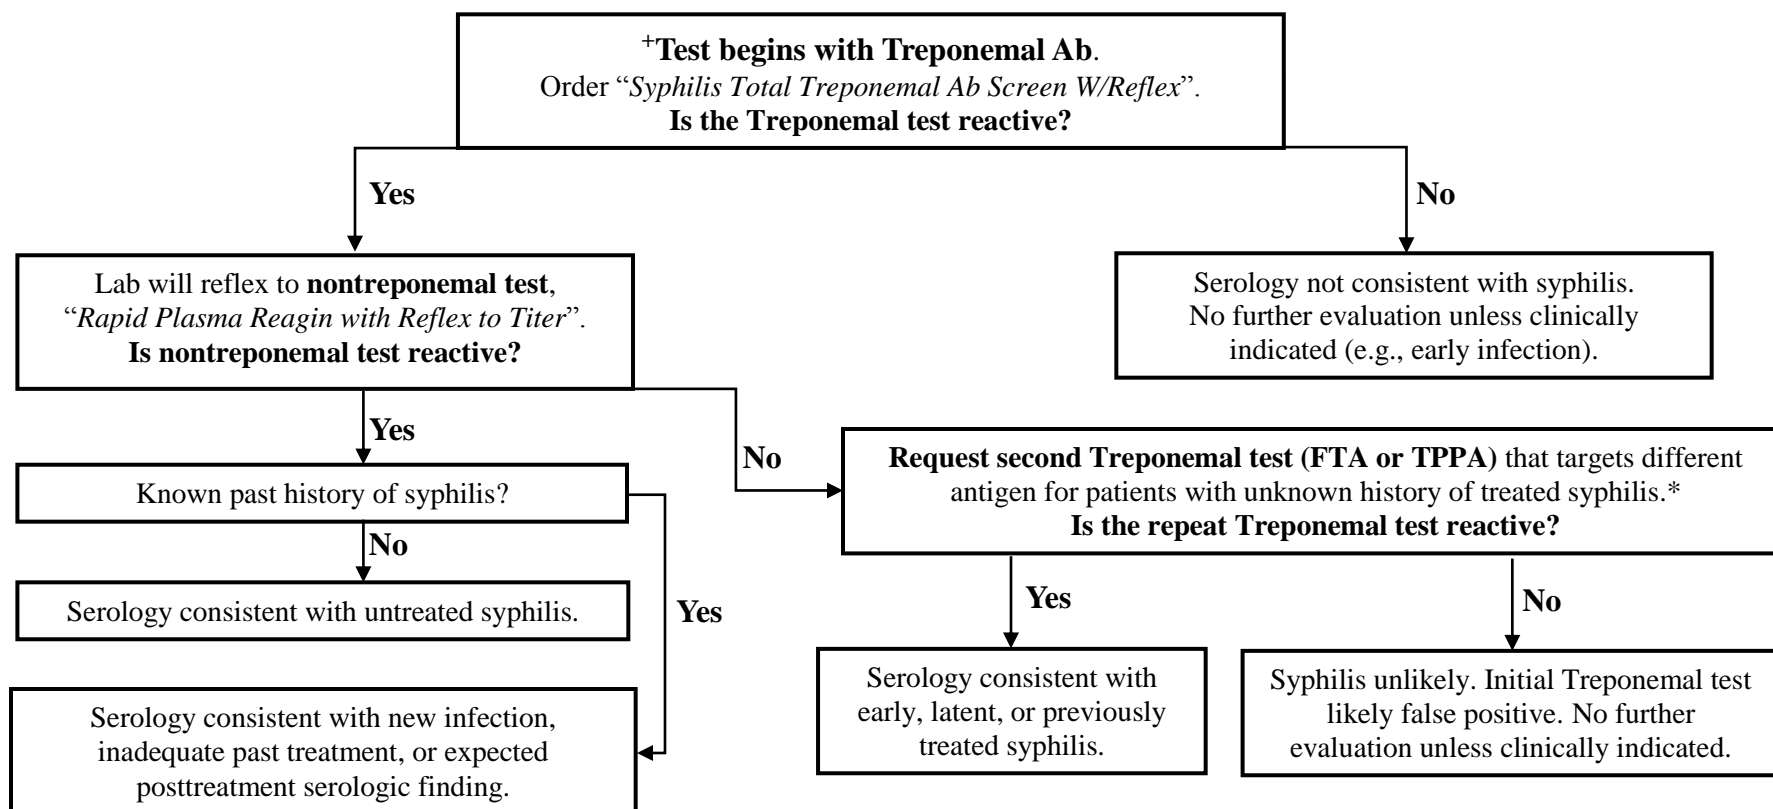 +Test begins with Treponemal Ab.
Order “Syphilis Total Treponemal Ab Screen W/Reflex”.
Is the Treponemal test reactive?
Yes
No
Lab will reflex to nontreponemal test,
“Rapid Plasma Reagin with Reflex to Titer”.
Is nontreponemal test reactive?
Serology not consistent with syphilis.
No further evaluation unless clinically
indicated (e.g., early infection).
Yes
No
Known past history of syphilis?
Request second Treponemal test (FTA or TPPA) that targets different
antigen for patients with unknown history of treated syphilis.*
Is the repeat Treponemal test reactive?
No
Yes
Serology consistent with untreated syphilis.
Yes
No
Serology consistent with new infection,
inadequate past treatment, or expected
posttreatment serologic finding.
Serology consistent with
early, latent, or previously
treated syphilis.
Syphilis unlikely. Initial Treponemal test
likely false positive. No further
evaluation unless clinically indicated.